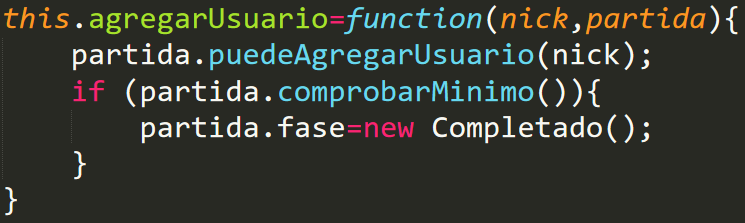 this.agregarUsuario=function(nick,partida){
    partida.puedeAgregarUsuario(nick);
    if (partida.comprobarMinimo()){
        partida.fase=new Completado();
    }
}